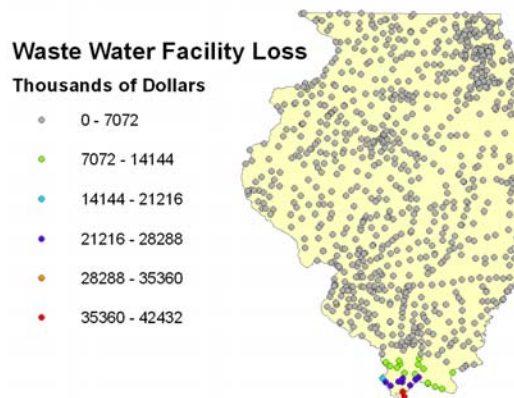 Waste Water Facility Loss
Thousands of Dollars
0 - 7072
7072 - 14144
14144 - 21216
21216 - 28288
28288 - 35360
35360 - 42432